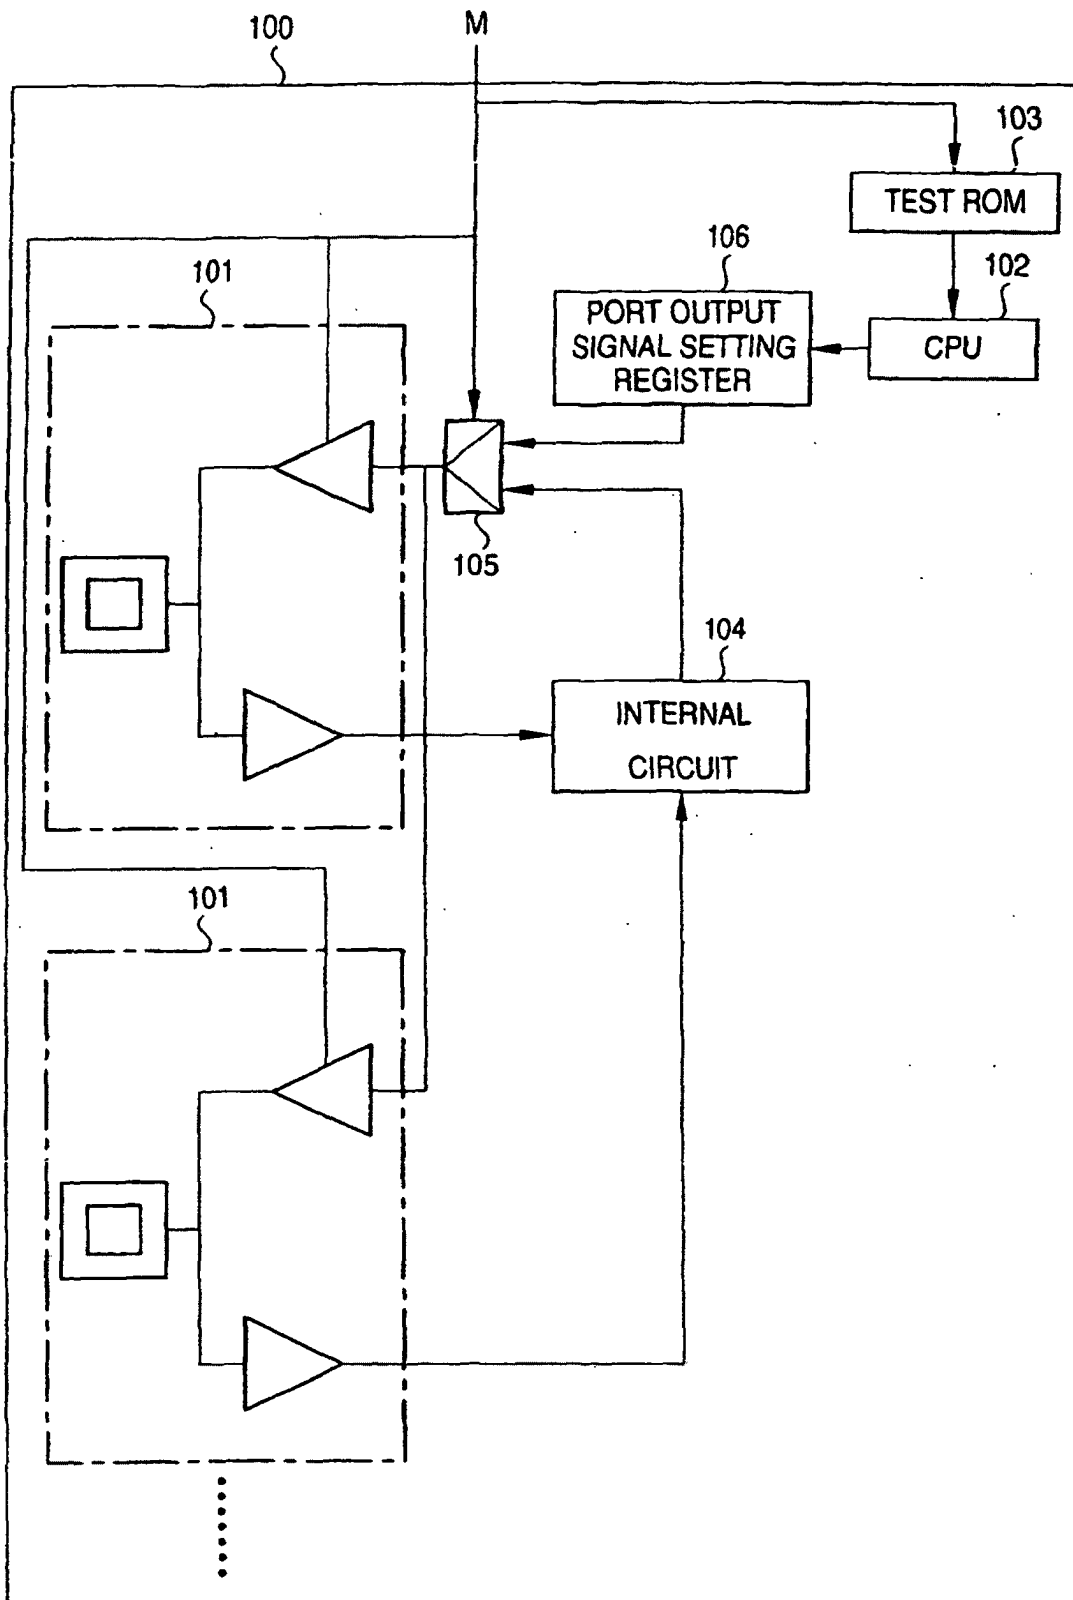 M
100
103
TEST ROM
106
102
101
PORT OUTPUT
SIGNAL SETTING
REGISTER
CPU
105
104
INTERNAL
CIRCUIT
101